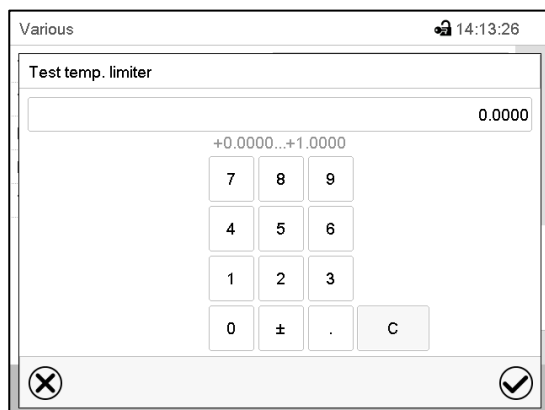 Various 14:13:26
Test temp. limiter
0.0000
+0.0000...+1.0000
7 8 9
4 5 6
1 2 3
0 ± . C